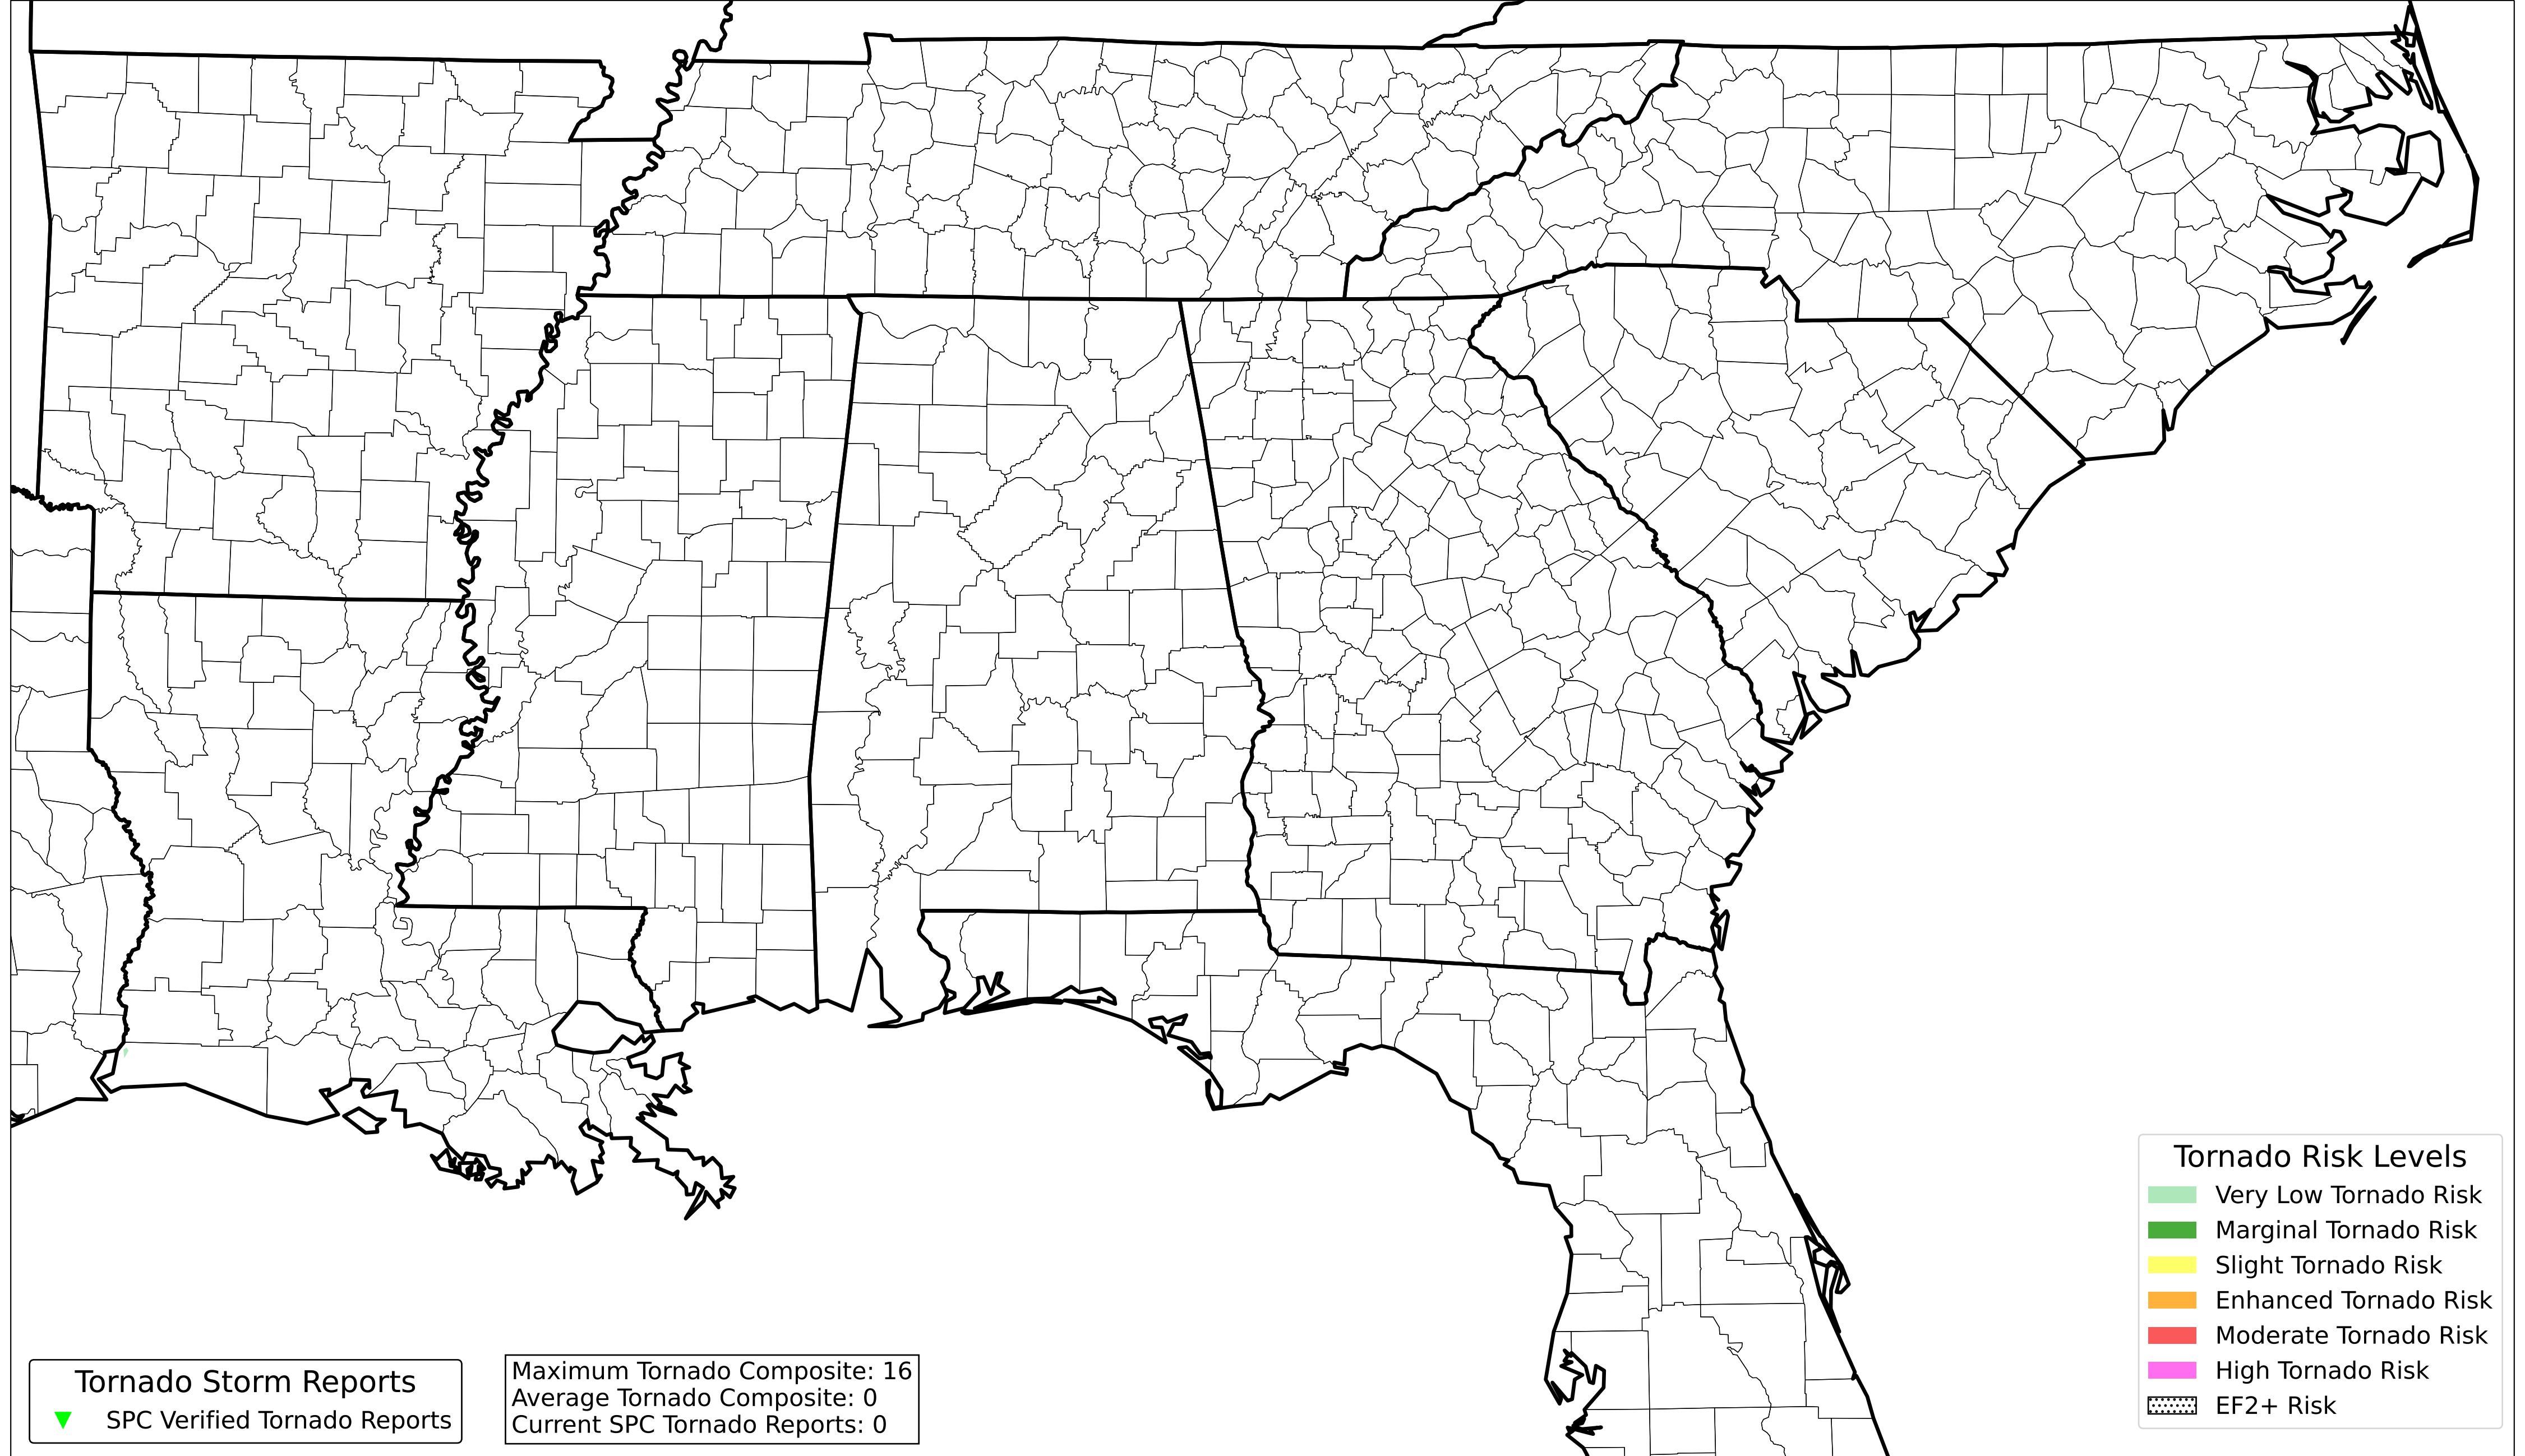 Tornado Risk Levels
Very Low Tornado Risk
Marginal Tornado Risk
Slight Tornado Risk
Enhanced Tornado Risk
Moderate Tornado Risk
High Tornado Risk
EF2+ Risk
Tornado Storm Reports
SPC Verified Tornado Reports
Maximum Tornado Composite: 16
Average Tornado Composite: 0
Current SPC Tornado Reports: 0